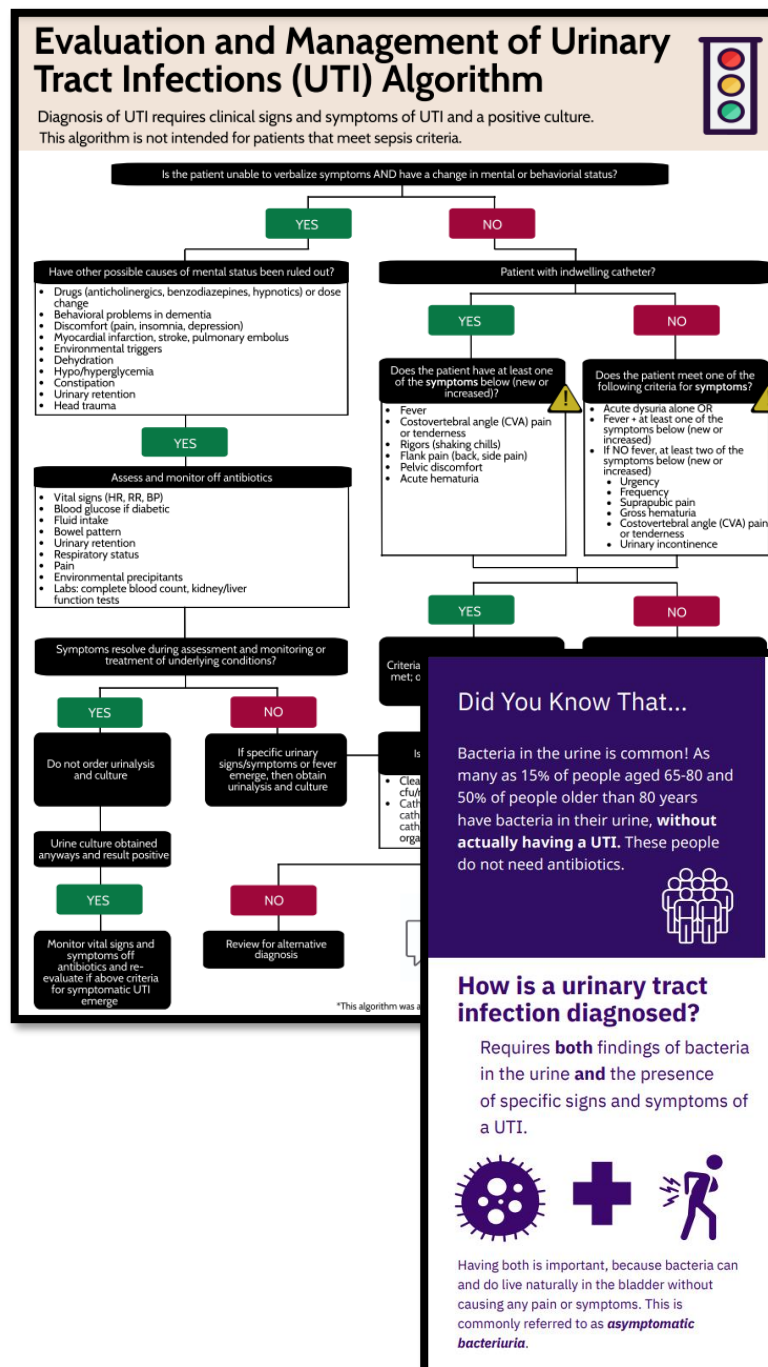 Evaluation and Management of Urinary
Tract Infections (UTI) Algorithm
Diagnosis of UTI requires clinical signs and symptoms of UTI and a positive culture.
This algorithm is not intended for patients that meet sepsis criteria.
Is the patient unable to verbalize symptoms AND have a change in mental or behaviorial status?
YES
NO
Have other possible causes of mental status been ruled out?
• Drugs (anticholinergics, benzodiazepines, hypnotics) or dose
change
• Behavioral problems in dementia
• Discomfort (pain, insomnia, depression)
• Myocardial infarction, stroke, pulmonary embolus
• Environmental triggers
• Dehydration
• Hypo/hyperglycemia
• Constipation
• Urinary retention
• Head trauma
YES
Assess and monitor off antibiotics
• Vital signs (HR, RR, BP)
• Blood glucose if diabetic
• Fluid intake
• Bowel pattern
• Urinary retention
• Respiratory status
• Pain
• Environmental precipitants
• Labs: complete blood count, kidney/liver
function tests
Symptoms resolve during assessment and monitoring or
treatment of underlying conditions?
YES
NO
Do not order urinalysis
and culture
If specific urinary
signs/symptoms or fever
emerge, then obtain
urinalysis and culture
Urine culture obtained
anyways and result positive
YES
NO
Monitor vital signs and
symptoms off
antibiotics and re-
evaluate if above criteria
for symptomatic UTI
emerge
Review for alternative
diagnosis
Patient with indwelling catheter?
YES
NO
Does the patient have at least one
of the symptoms below (new or
increased)?
!
• Fever
• Costovertebral angle (CVA) pain
or tenderness
• Rigors (shaking chills)
• Flank pain (back, side pain)
• Pelvic discomfort
• Acute hematuria
Does the patient meet one of the
following criteria for symptoms?
• Acute dysuria alone OR
• Fever + at least one of the
symptoms below (new or
increased)
• If NO fever, at least two of the
symptoms below (new or
increased)
• Urgency
• Frequency
• Suprapubic pain
• Gross hematuria
• Costovertebral angle (CVA) pain
or tenderness
• Urinary incontinence
YES
NO
Criteria
met; o
Is
• Clea
cfu/
• Cath
cath
cath
orga
*This algorithm was a
Did You Know That...
Bacteria in the urine is common! As
many as 15% of people aged 65-80 and
50% of people older than 80 years
have bacteria in their urine, without
actually having a UTI. These people
do not need antibiotics.
How is a urinary tract
infection diagnosed?
Requires both findings of bacteria
in the urine and the presence
of specific signs and symptoms of
a UTI.
Having both is important, because bacteria can
and do live naturally in the bladder without
causing any pain or symptoms. This is
commonly referred to as asymptomatic
bacteriuria.